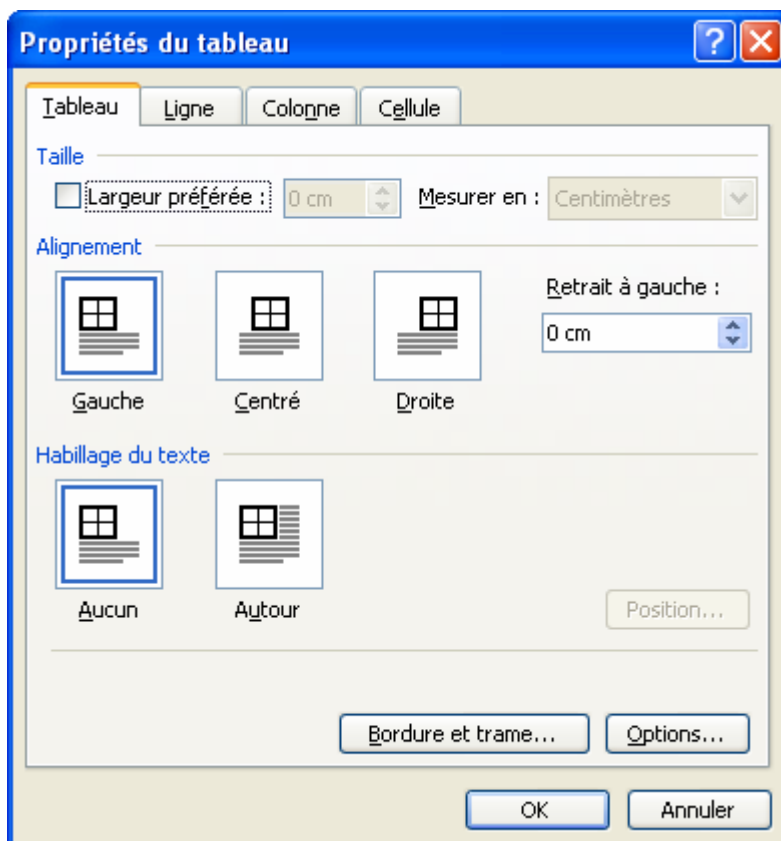 Propriétés du tableau
Tableau Ligne Colonne Cellule
Taille
Largeur préférée : 0 cm Mesurer en : Centimètres
Alignement
Retrait à gauche :
0 cm
Gauche Centré Droite
Habillage du texte
Aucun Autour Position...
Bordure et trame... Options...
OK Annuler